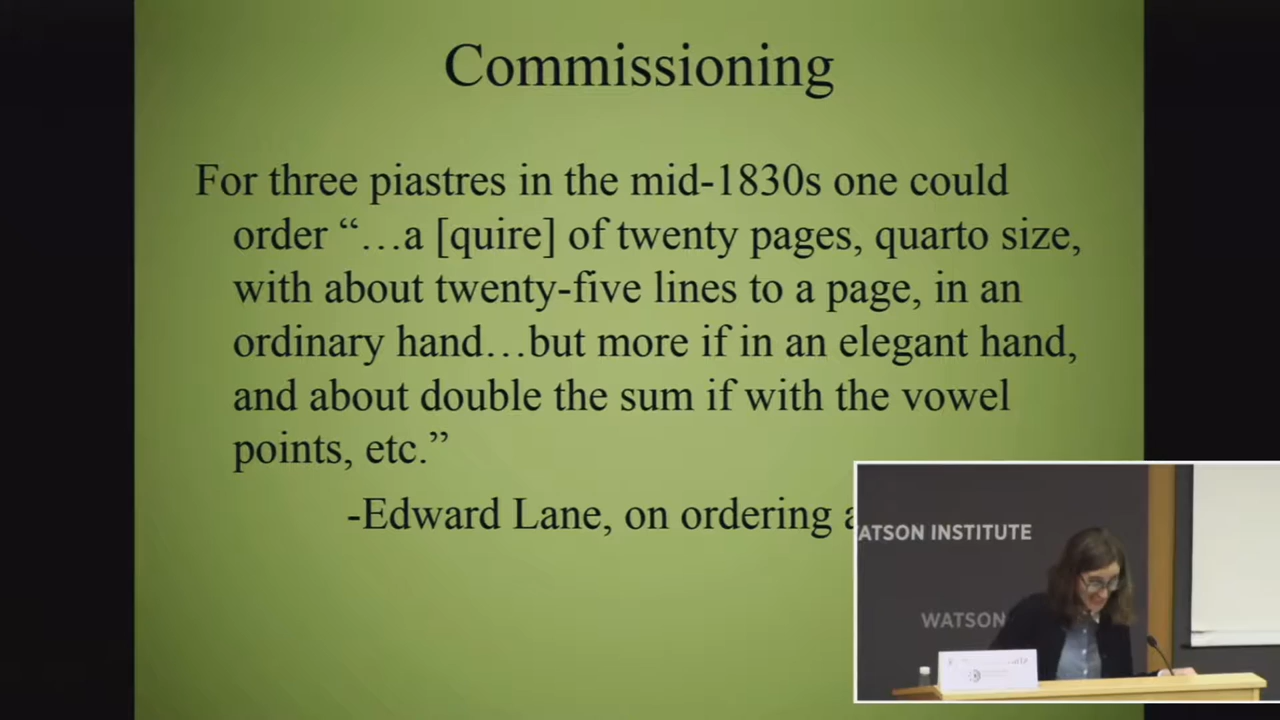 Commissioning
For three piastres in the mid-1830s one could
order “…a [quire] of twenty pages, quarto size,
with about twenty-five lines to a page, in an
ordinary hand…but more if in an elegant hand,
and about double the sum if with the vowel
points, etc.”
-Edward Lane, on ordering
ATSON INSTITUTE
WATSON